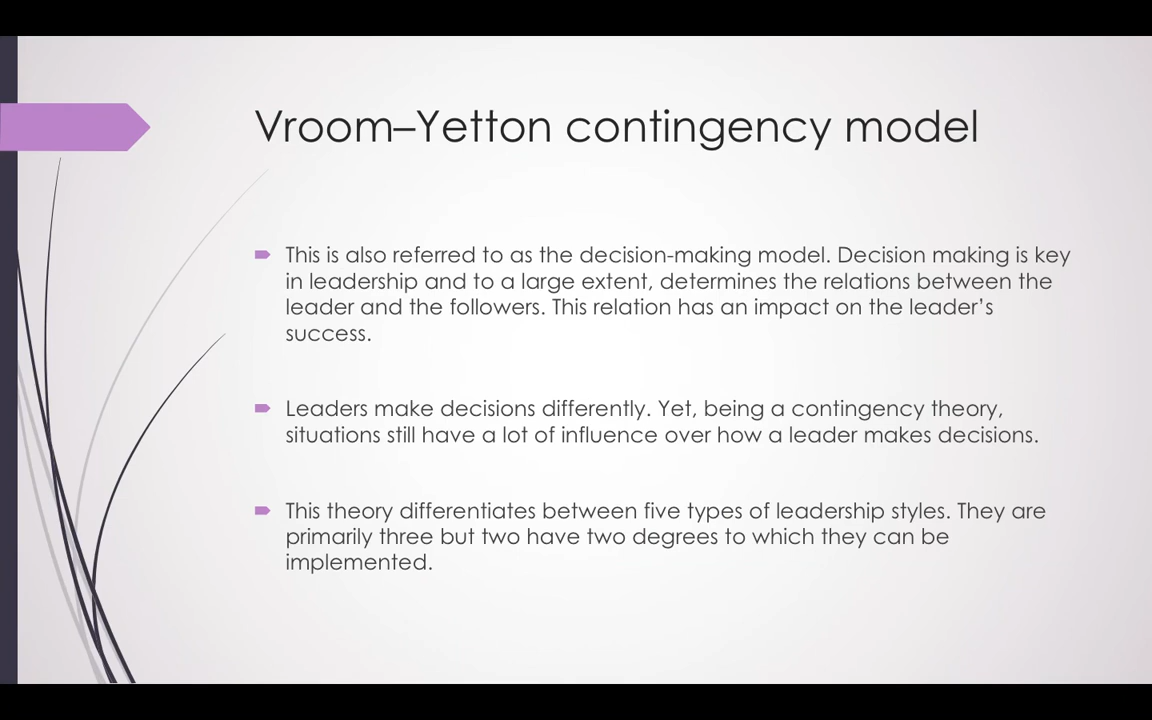 Vroom–Yetton contingency model
This is also referred to as the decision-making model. Decision making is key
in leadership and to a large extent, determines the relations between the
leader and the followers. This relation has an impact on the leader’s
success.
Leaders make decisions differently. Yet, being a contingency theory,
situations still have a lot of influence over how a leader makes decisions.
This theory differentiates between five types of leadership styles. They are
primarily three but two have two degrees to which they can be
implemented.